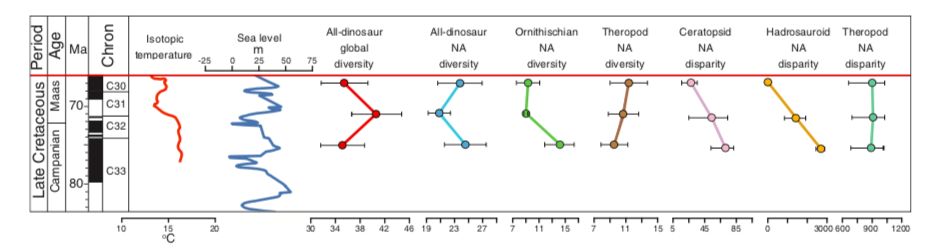 Period
Age
Ma
Chron
Isotopic
temperature
Sea level
m
-25 0 25 50 75
All-dinosaur
global
diversity
All-dinosaur
NA
diversity
Ornithischian
NA
diversity
Theropod
NA
diversity
Ceratopsid
NA
disparity
Hadrosauroid
NA
disparity
Theropod
NA
disparity
Late Cretaceous
Maas
Campanian
70
80
C30
C31
C32
C33
10 15 20
°C
30 34 38 42 46
19 23 27
7 11 15
7 11 15
5 45 85
0 3000
600 900 1200